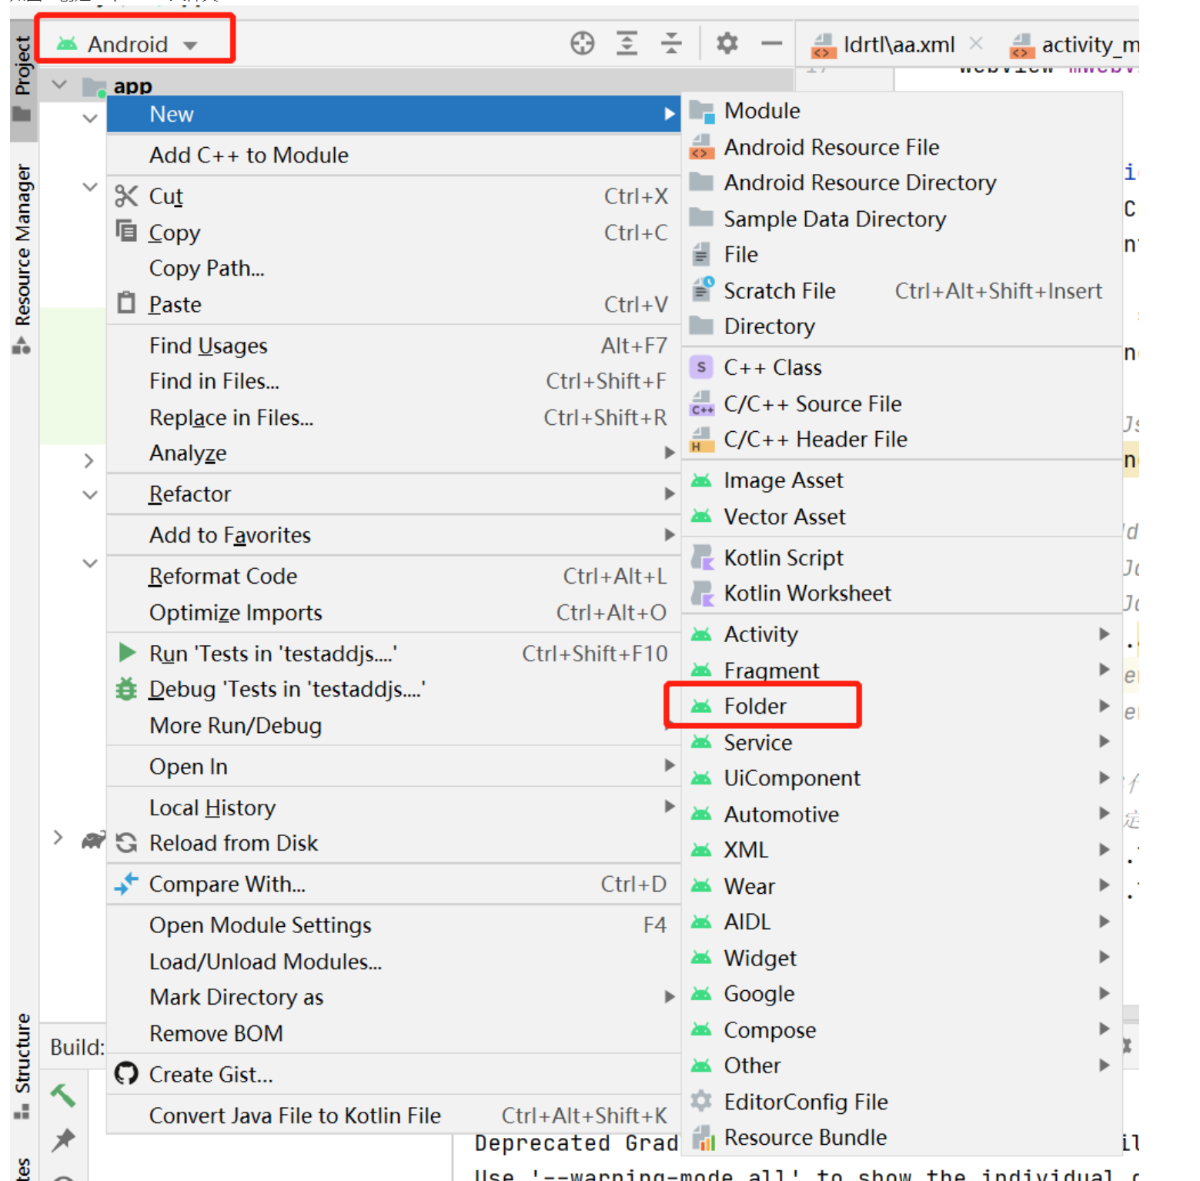 Android
ldrtl\aa.xml
activity_m
Project
app
17
New
Add C++ to Module
Cut Ctrl+X
Copy Ctrl+C
Copy Path...
Paste Ctrl+V
Find Usages Alt+F7
Find in Files... Ctrl+Shift+F
Replace in Files... Ctrl+Shift+R
Analyze
Refactor
Add to Favorites
Reformat Code Ctrl+Alt+L
Optimize Imports Ctrl+Alt+O
Run 'Tests in 'testaddjs....' Ctrl+Shift+F10
Debug 'Tests in 'testaddjs....'
More Run/Debug
Open In
Local History
Reload from Disk
Compare With... Ctrl+D
Open Module Settings F4
Load/Unload Modules...
Mark Directory as
Remove BOM
Create Gist...
Convert Java File to Kotlin File Ctrl+Alt+Shift+K
Module
Android Resource File
Android Resource Directory
Sample Data Directory
File
Scratch File Ctrl+Alt+Shift+Insert
Directory
C++ Class
C/C++ Source File
C/C++ Header File
Image Asset
Vector Asset
Kotlin Script
Kotlin Worksheet
Activity
Fragment
Folder
Service
UiComponent
Automotive
XML
Wear
AIDL
Widget
Google
Compose
Other
EditorConfig File
Resource Bundle
Resource Manager
Structure
Build:
Deprecated Grad
Use '--warning-mode all' to show the individual